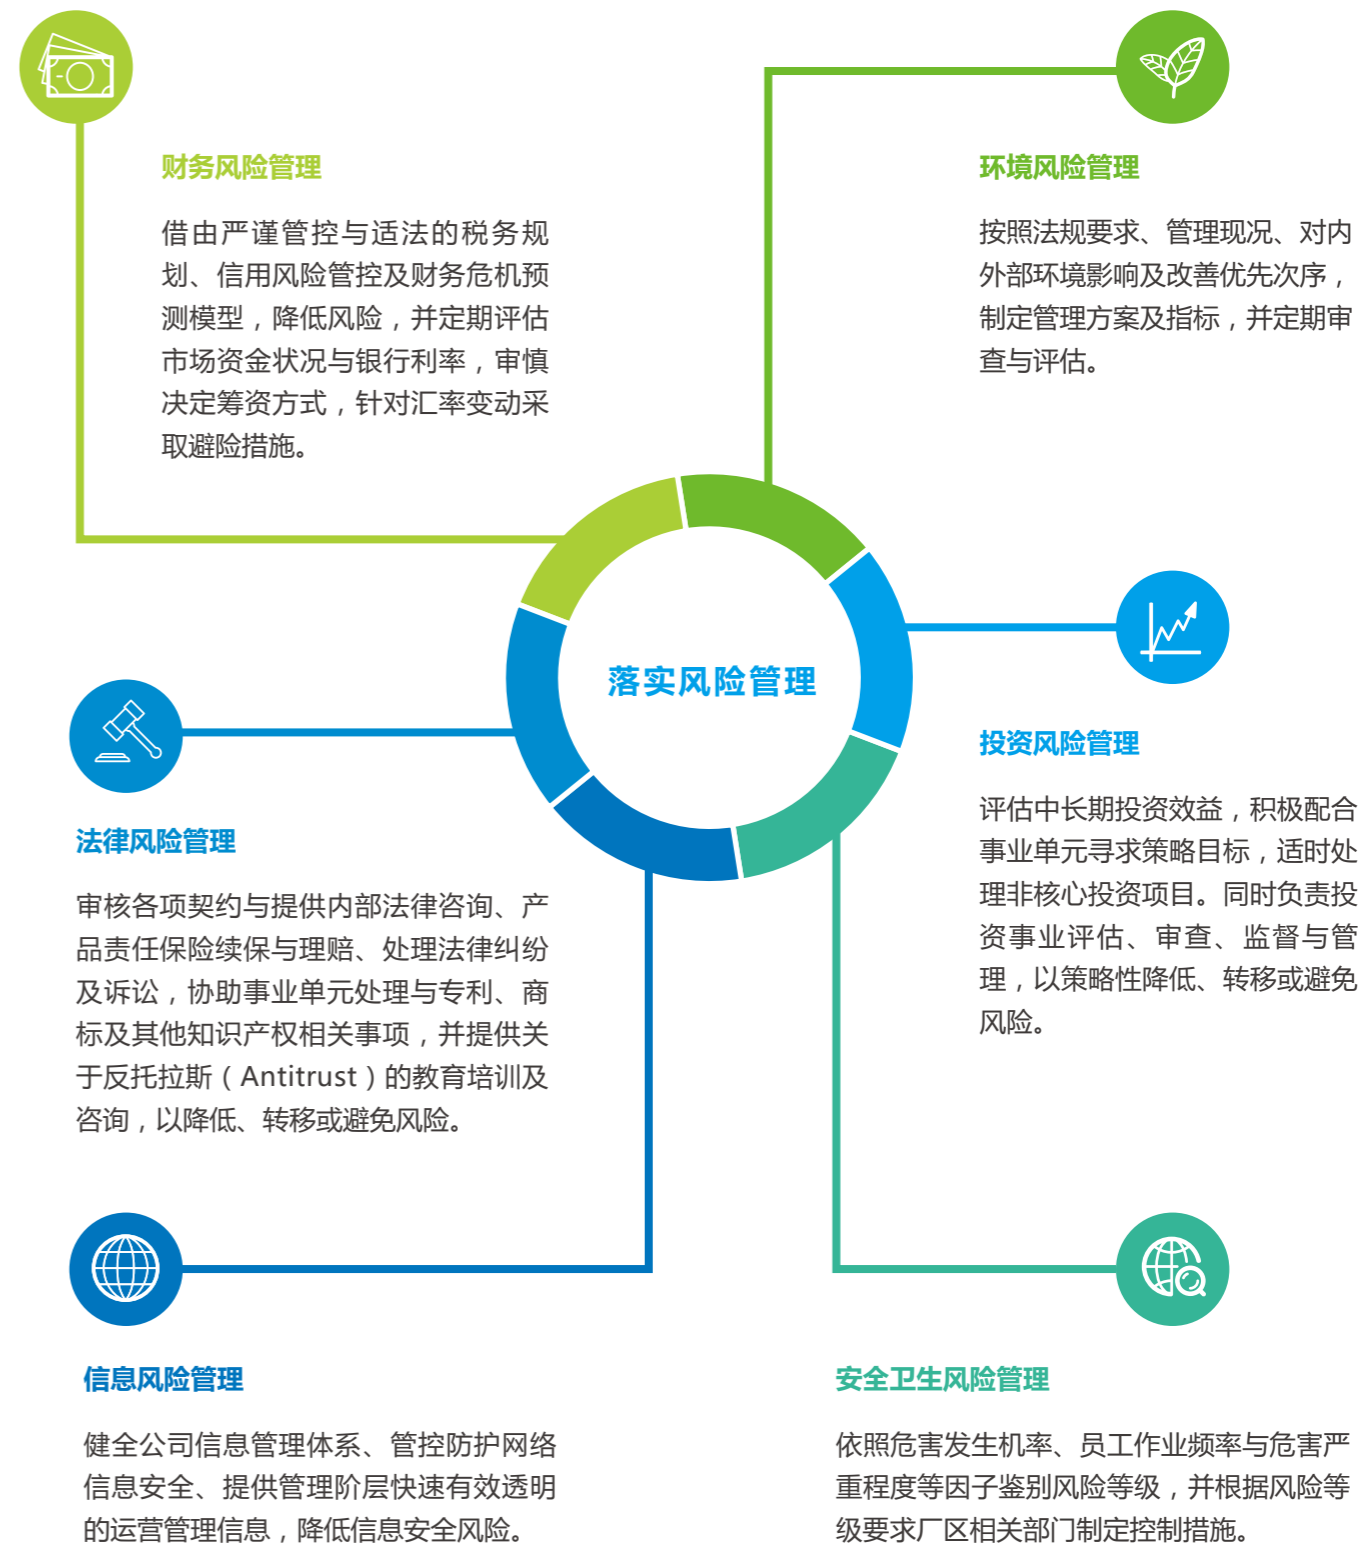 财务风险管理
借由严谨管控与适法的税务规
划、信用风险管控及财务危机预
测模型，降低风险，并定期评估
市场资金状况与银行利率，审慎
决定筹资方式，针对汇率变动采
取避险措施。
环境风险管理
按照法规要求、管理现况、对内
外部环境影响及改善优先次序，
制定管理方案及指标，并定期审
查与评估。
落实风险管理
投资风险管理
评估中长期投资效益，积极配合
事业单元寻求策略目标，适时处
理非核心投资项目。同时负责投
资事业评估、审查、监督与管
理，以策略性降低、转移或避免
风险。
法律风险管理
审核各项契约与提供内部法律咨询、产
品责任保险续保与理赔、处理法律纠纷
及诉讼，协助事业单元处理与专利、商
标及其他知识产权相关事项，并提供关
于反托拉斯（Antitrust）的教育培训及
咨询，以降低、转移或避免风险。
信息风险管理
健全公司信息管理体系、管控防护网络
信息安全、提供管理阶层快速有效透明
的运营管理信息，降低信息安全风险。
安全卫生风险管理
依照危害发生机率、员工作业频率与危害严
重程度等因子鉴别风险等级，并根据风险等
级要求厂区相关部门制定控制措施。